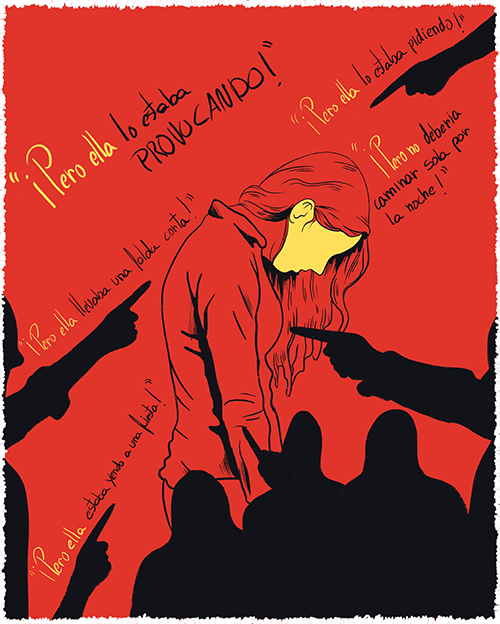 “¡Pero ella lo estaba
PROVOCANDO!”
“¡Pero ella lo estaba pidiendo!”
“¡Pero no debería
caminar sola por
la noche!”
“¡Pero ella llevaba una falda corta!”
“¡Pero ella estaba yendo a una fiesta!”